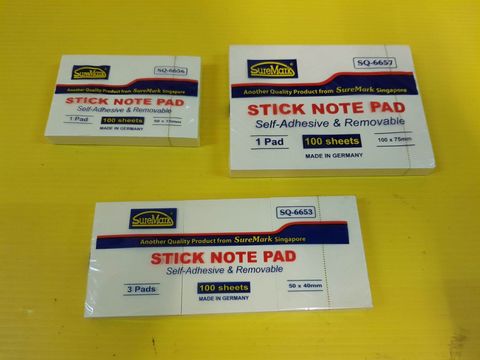 SureMark
SQ-6656
Another Quality Product from SureMark Singapore
STICK NOTE PAD
Self-Adhesive & Removable
1 Pad 100 sheets 50 x 75mm
MADE IN GERMANY
SureMark
SQ-6657
Another Quality Product from SureMark Singapore
STICK NOTE PAD
Self-Adhesive & Removable
1 Pad 100 sheets 100 x 75mm
MADE IN GERMANY
SureMark
SQ-6653
Another Quality Product from SureMark Singapore
STICK NOTE PAD
Self-Adhesive & Removable
3 Pads 100 sheets 50 x 40mm
MADE IN GERMANY